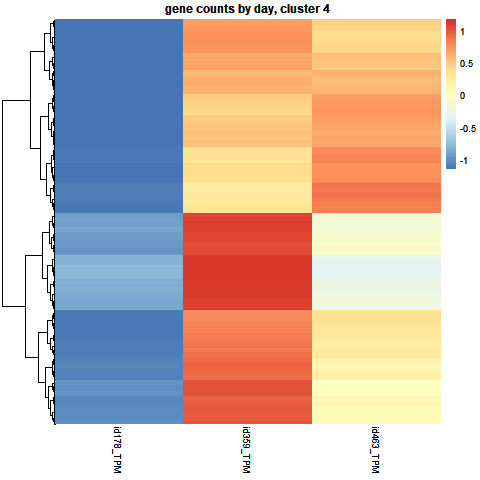 gene counts by day, cluster 4
1
0.5
0
-0.5
-1
id178_TPM
id359_TPM
id463_TPM